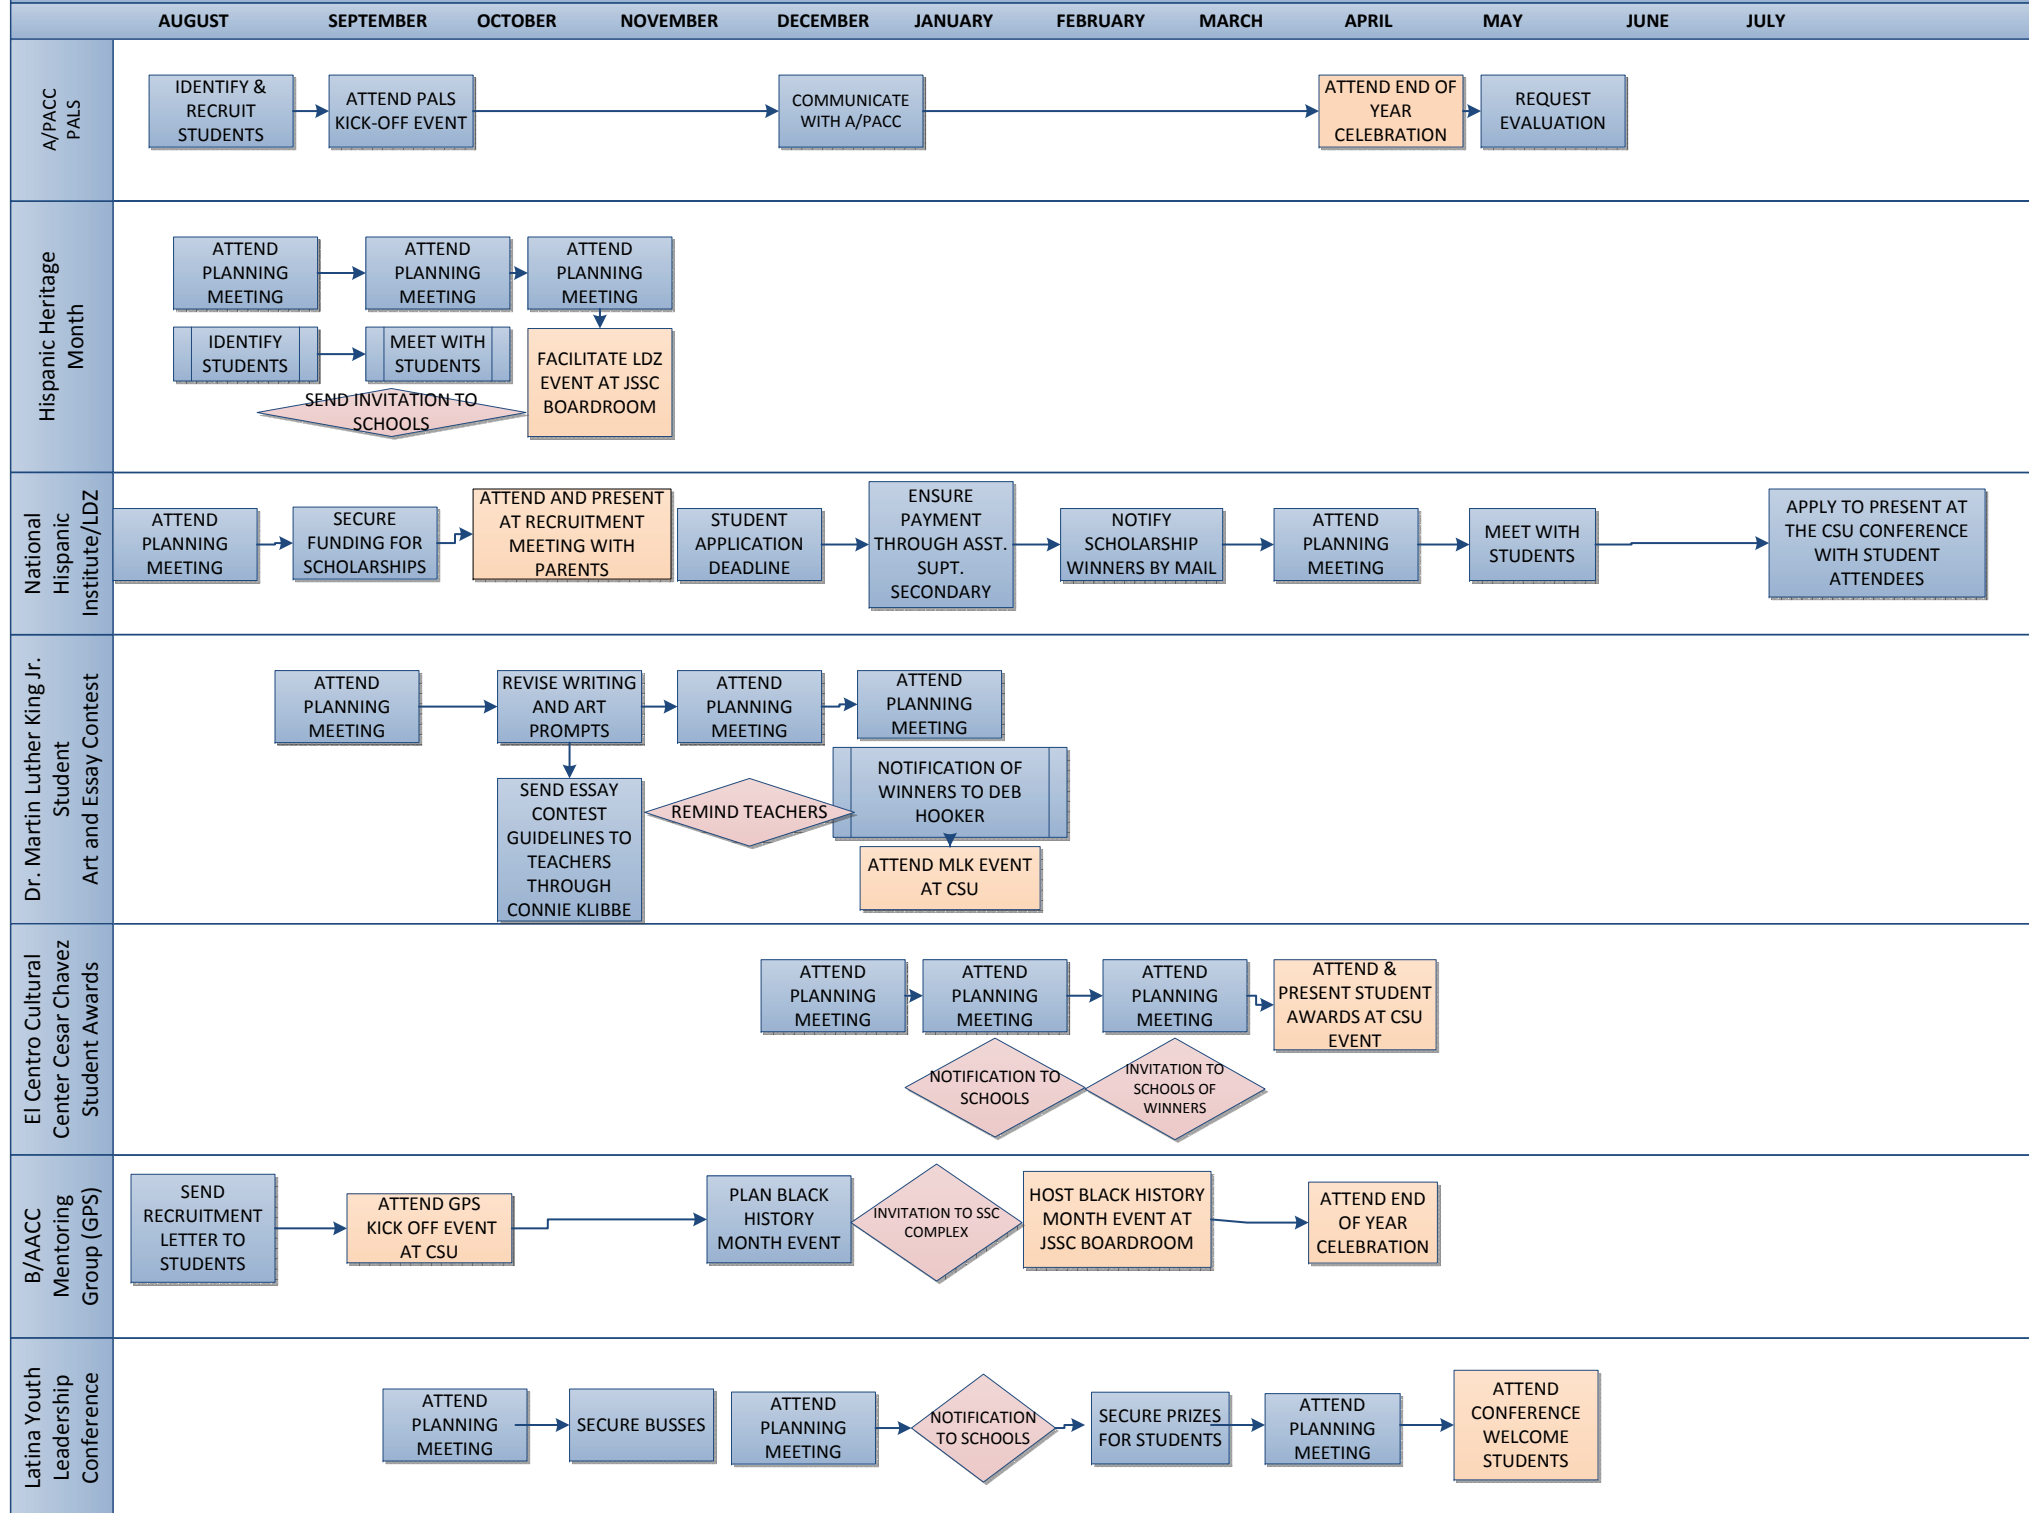 AUGUST SEPTEMBER OCTOBER NOVEMBER DECEMBER JANUARY FEBRUARY MARCH APRIL MAY JUNE JULY
A/PACC
PALS
IDENTIFY &
RECRUIT
STUDENTS
ATTEND PALS
KICK-OFF EVENT
COMMUNICATE
WITH A/PACC
ATTEND END OF
YEAR
CELEBRATION
REQUEST
EVALUATION
Hispanic Heritage
Month
ATTEND
PLANNING
MEETING
ATTEND
PLANNING
MEETING
ATTEND
PLANNING
MEETING
IDENTIFY
STUDENTS
MEET WITH
STUDENTS
FACILITATE LDZ
EVENT AT JSSC
BOARDROOM
SEND INVITATION TO
SCHOOLS
National
Hispanic
Institute/LDZ
ATTEND
PLANNING
MEETING
SECURE
FUNDING FOR
SCHOLARSHIPS
ATTEND AND PRESENT
AT RECRUITMENT
MEETING WITH
PARENTS
STUDENT
APPLICATION
DEADLINE
ENSURE
PAYMENT
THROUGH ASST.
SUPT.
SECONDARY
NOTIFY
SCHOLARSHIP
WINNERS BY MAIL
ATTEND
PLANNING
MEETING
MEET WITH
STUDENTS
APPLY TO PRESENT AT
THE CSU CONFERENCE
WITH STUDENT
ATTENDEES
Dr. Martin Luther King Jr.
Student
Art and Essay Contest
ATTEND
PLANNING
MEETING
REVISE WRITING
AND ART
PROMPTS
ATTEND
PLANNING
MEETING
ATTEND
PLANNING
MEETING
SEND ESSAY
CONTEST
GUIDELINES TO
TEACHERS
THROUGH
CONNIE KLIBBE
REMIND TEACHERS
NOTIFICATION OF
WINNERS TO DEB
HOOKER
ATTEND MLK EVENT
AT CSU
El Centro Cultural
Center Cesar Chavez
Student Awards
ATTEND
PLANNING
MEETING
ATTEND
PLANNING
MEETING
ATTEND
PLANNING
MEETING
ATTEND &
PRESENT STUDENT
AWARDS AT CSU
EVENT
NOTIFICATION TO
SCHOOLS
INVITATION TO
SCHOOLS OF
WINNERS
B/AACC
Mentoring
Group (GPS)
SEND
RECRUITMENT
LETTER TO
STUDENTS
ATTEND GPS
KICK OFF EVENT
AT CSU
PLAN BLACK
HISTORY
MONTH EVENT
INVITATION TO SSC
COMPLEX
HOST BLACK HISTORY
MONTH EVENT AT
JSSC BOARDROOM
ATTEND END
OF YEAR
CELEBRATION
Latina Youth
Leadership
Conference
ATTEND
PLANNING
MEETING
SECURE BUSSES
ATTEND
PLANNING
MEETING
NOTIFICATION
TO SCHOOLS
SECURE PRIZES
FOR STUDENTS
ATTEND
PLANNING
MEETING
ATTEND
CONFERENCE
WELCOME
STUDENTS